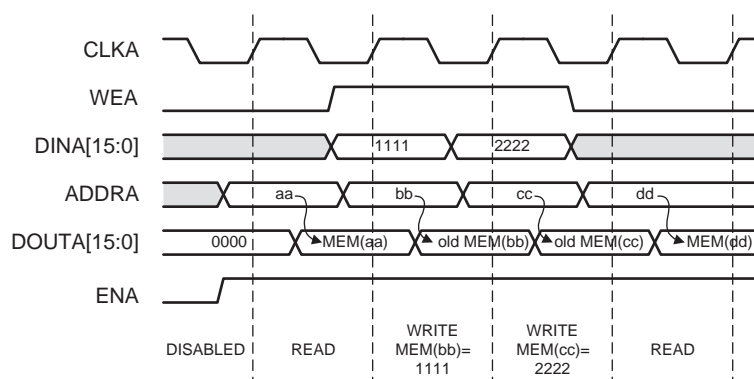 CLKA
WEA
DINA[15:0] 1111 2222
ADDRA aa bb cc dd
DOUTA[15:0] 0000 MEM(aa) old MEM(bb) old MEM(cc) MEM(dd)
ENA
DISABLED READ WRITE MEM(bb)= 1111 WRITE MEM(cc)= 2222 READ